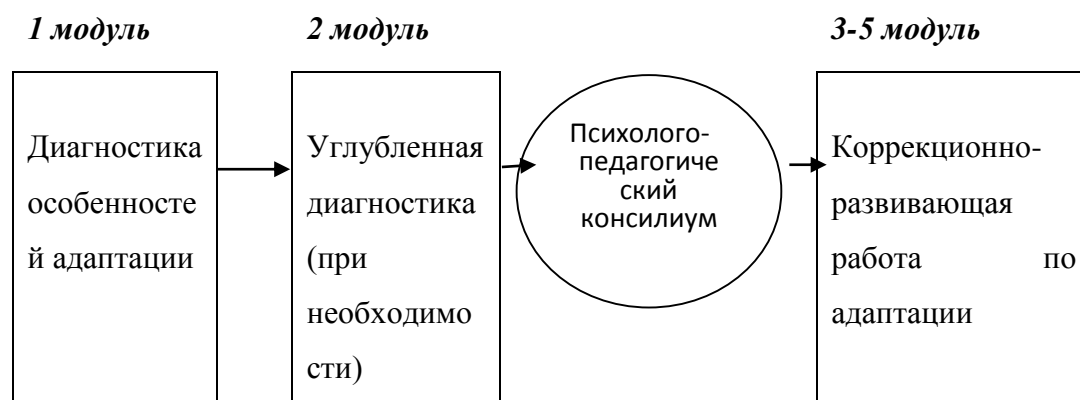 1 модуль
2 модуль
3-5 модуль
Диагностика
особенносте
й адаптации
Углубленная
диагностика
(при
необходимо
сти)
Психолого-
педагогиче
ский
консилиум
Коррекционно-
развивающая
работа по
адаптации